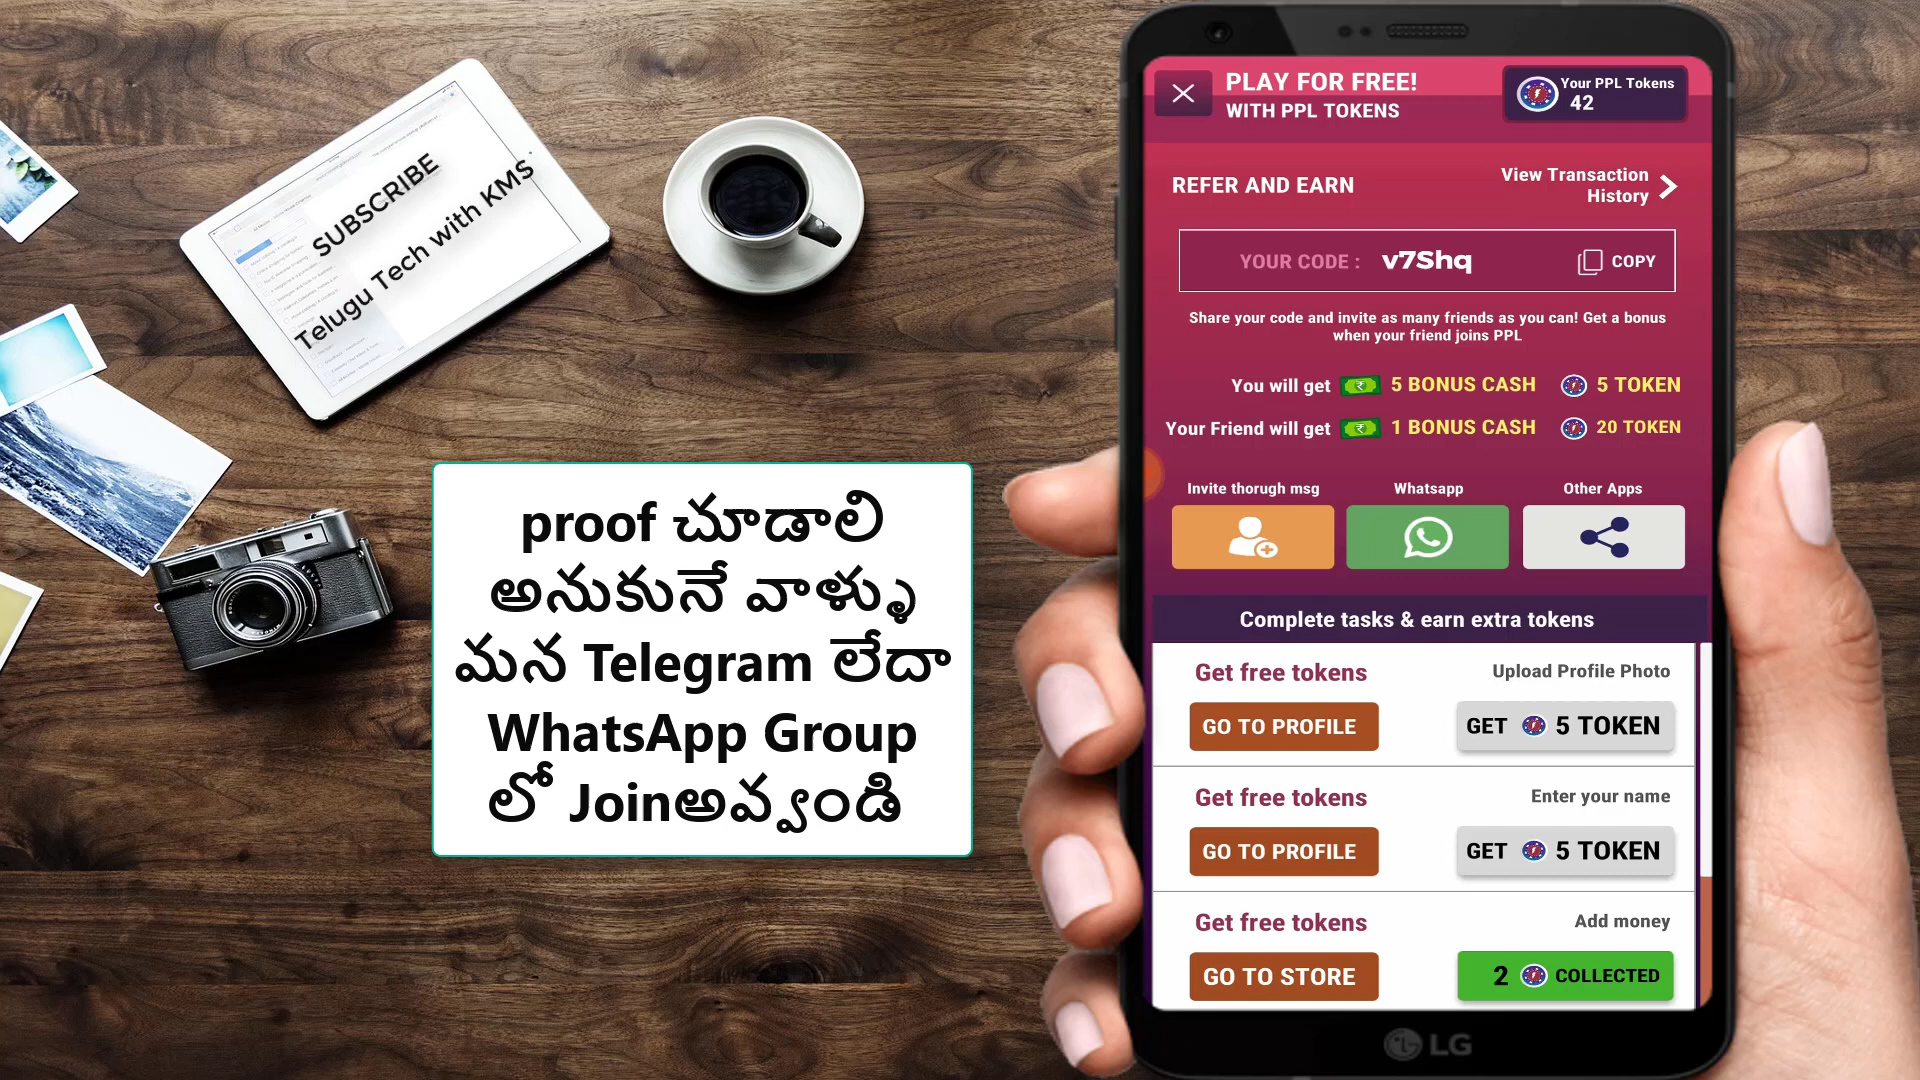 SUBSCRIBE
Telugu Tech with KMS
proof చూడాలి
అనుకునే వాళ్ళు
మన Telegram లేదా
WhatsApp Group
లో Joinఅవ్వండి
PLAY FOR FREE!
WITH PPL TOKENS
Your PPL Tokens
42
REFER AND EARN
View Transaction
History
YOUR CODE : v7Shq COPY
Share your code and invite as many friends as you can! Get a bonus
when your friend joins PPL
You will get 5 BONUS CASH 5 TOKEN
Your Friend will get 1 BONUS CASH 20 TOKEN
Invite thorugh msg Whatsapp Other Apps
Complete tasks & earn extra tokens
Get free tokens Upload Profile Photo
GO TO PROFILE GET 5 TOKEN
Get free tokens Enter your name
GO TO PROFILE GET 5 TOKEN
Get free tokens Add money
GO TO STORE 2 COLLECTED
LG